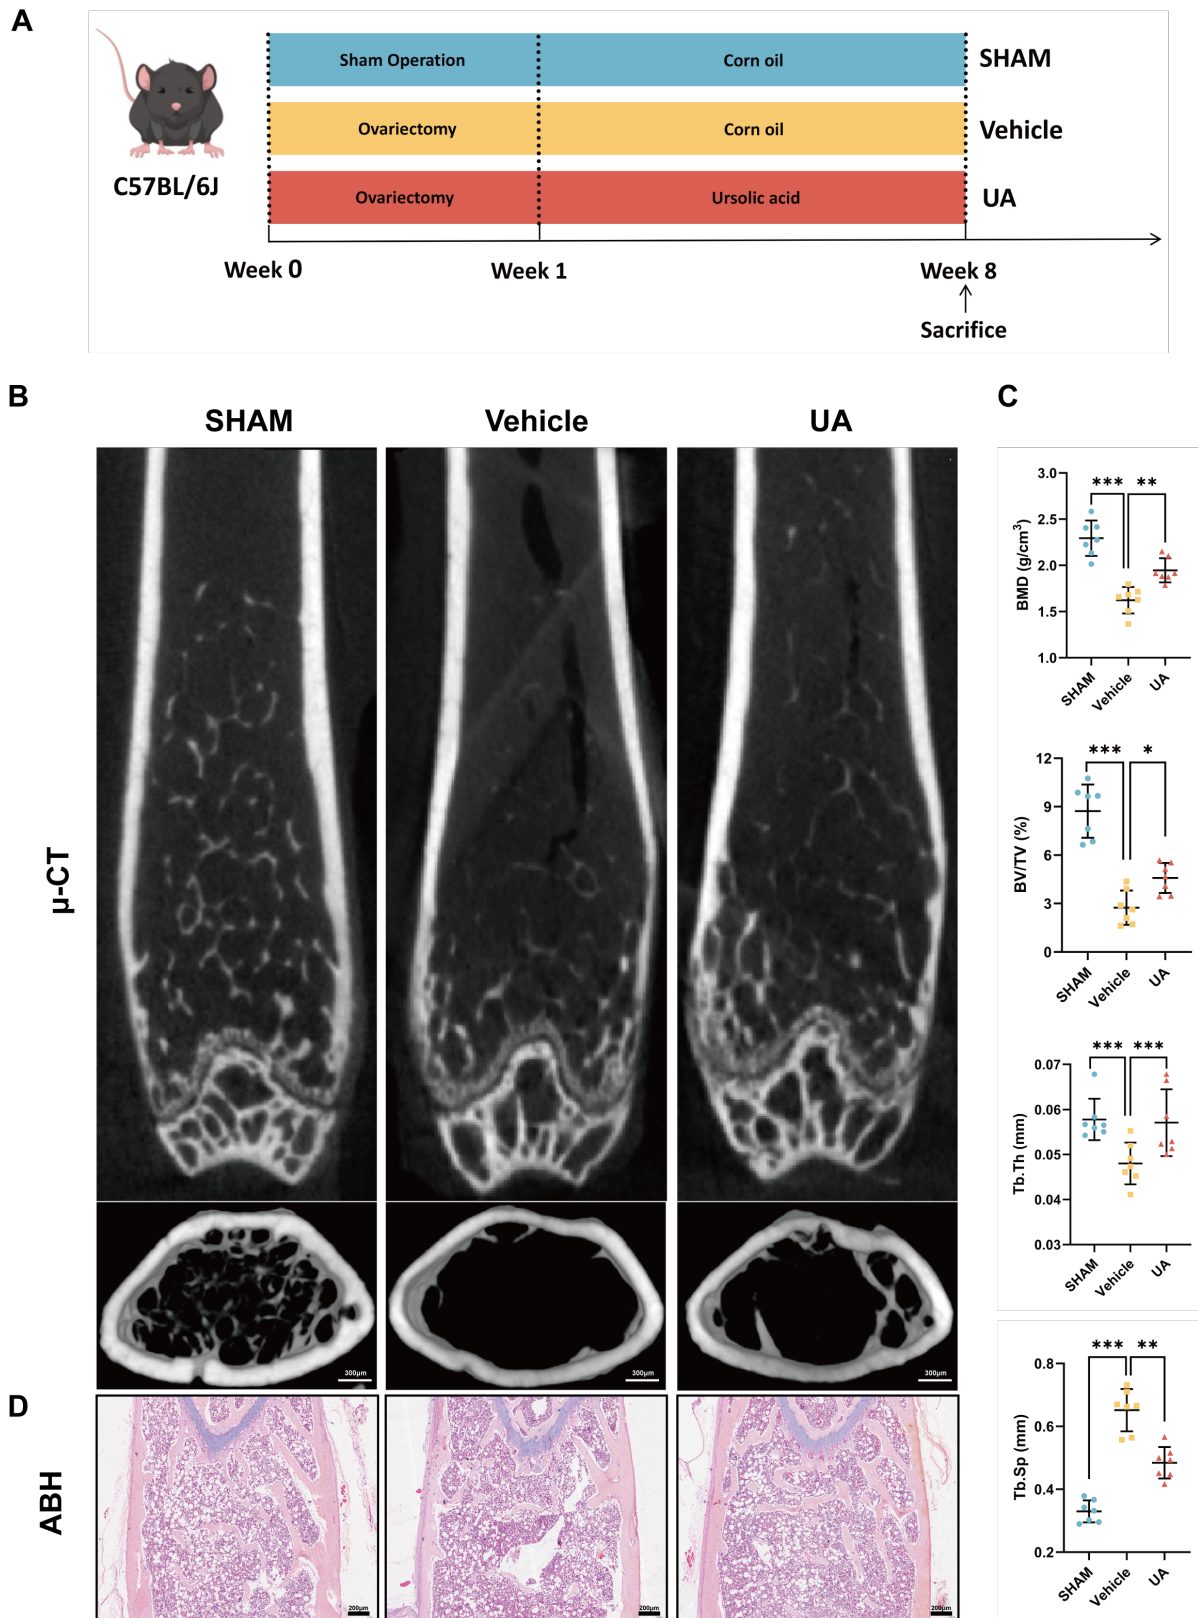 A
Sham Operation
Corn oil
SHAM
Ovariectomy
Corn oil
Vehicle
Ovariectomy
Ursolic acid
UA
C57BL/6J
Week 0
Week 1
Week 8
Sacrifice
B
SHAM
Vehicle
UA
µ-CT
300µm
300µm
300µm
C
BMD (g/cm³)
3.0
2.5
2.0
1.5
1.0
***
**
SHAM
Vehicle
UA
BV/TV (%)
12
9
6
3
0
***
*
SHAM
Vehicle
UA
Tb.Th (mm)
0.07
0.06
0.05
0.04
0.03
***
***
SHAM
Vehicle
UA
Tb.Sp (mm)
0.8
0.6
0.4
0.2
***
**
SHAM
Vehicle
UA
D
ABH
200µm
200µm
200µm